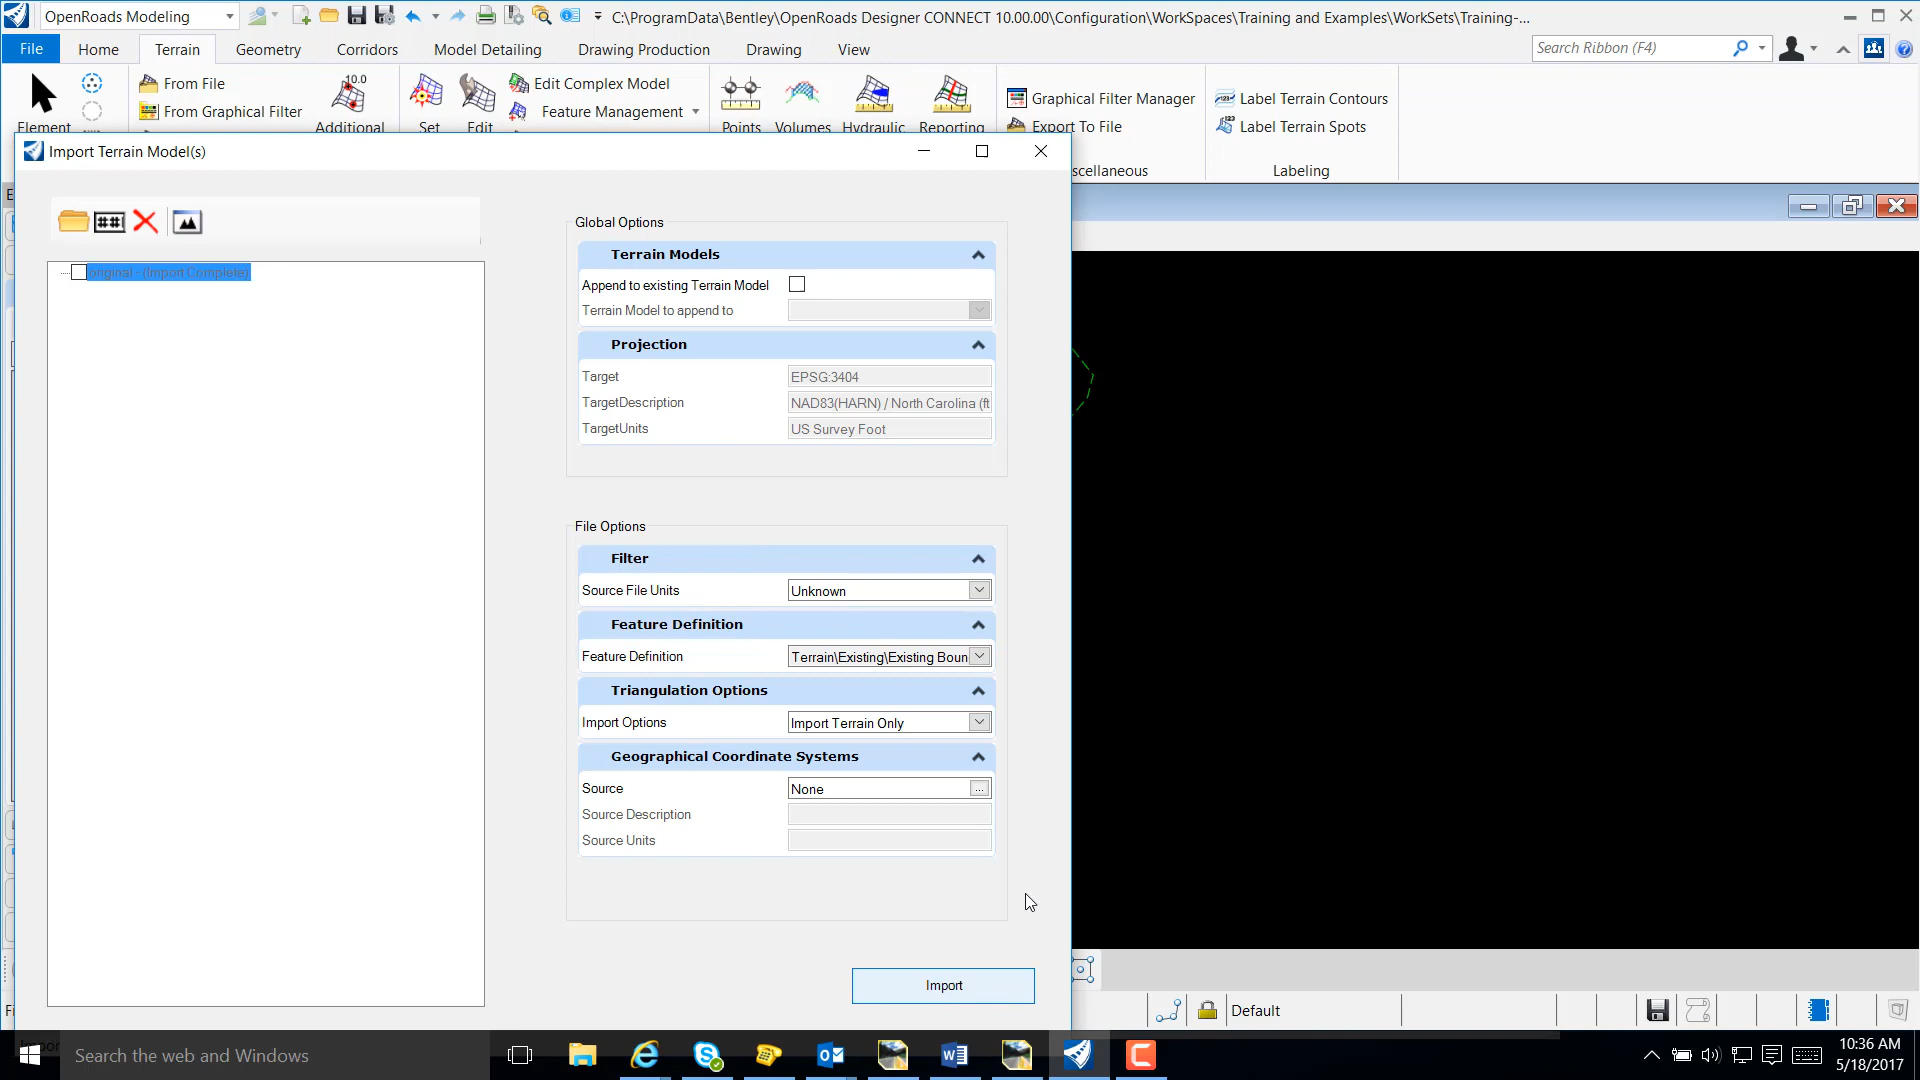 OpenRoads Modeling
C:\ProgramData\Bentley\OpenRoads Designer CONNECT 10.00.00\Configuration\WorkSpaces\Training and Examples\WorkSets\Training-...
File Home Terrain Geometry Corridors Model Detailing Drawing Production Drawing View
Search Ribbon (F4)
From File
10.0
Edit Complex Model
Graphical Filter Manager
Label Terrain Contours
From Graphical Filter
Feature Management
Element
Additional
Set
Edit
Points
Volumes
Hydraulic
Reporting
Export To File
Label Terrain Spots
Import Terrain Model(s)
scellaneous
Labeling
##
original - (Import Complete)
Global Options
Terrain Models
Append to existing Terrain Model
Terrain Model to append to
Projection
Target EPSG:3404
TargetDescription NAD83(HARN) / North Carolina (ft
TargetUnits US Survey Foot
File Options
Filter
Source File Units Unknown
Feature Definition
Feature Definition Terrain\Existing\Existing Boun
Triangulation Options
Import Options Import Terrain Only
Geographical Coordinate Systems
Source None ...
Source Description
Source Units
Import
Default
Search the web and Windows
10:36 AM
5/18/2017